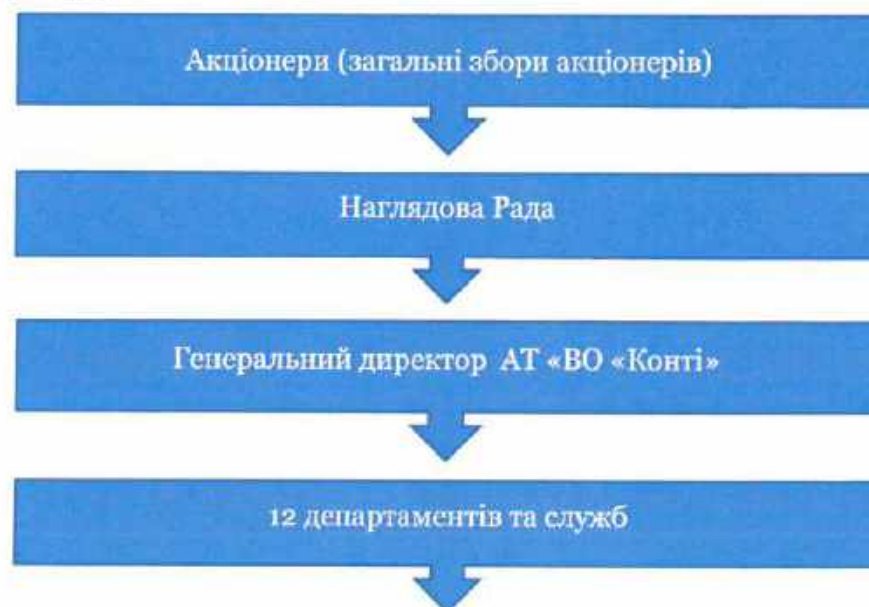 Акціонери (загальні збори акціонерів)
Наглядова Рада
Генеральний директор АТ «ВО «Конті»
12 департаментів та служб